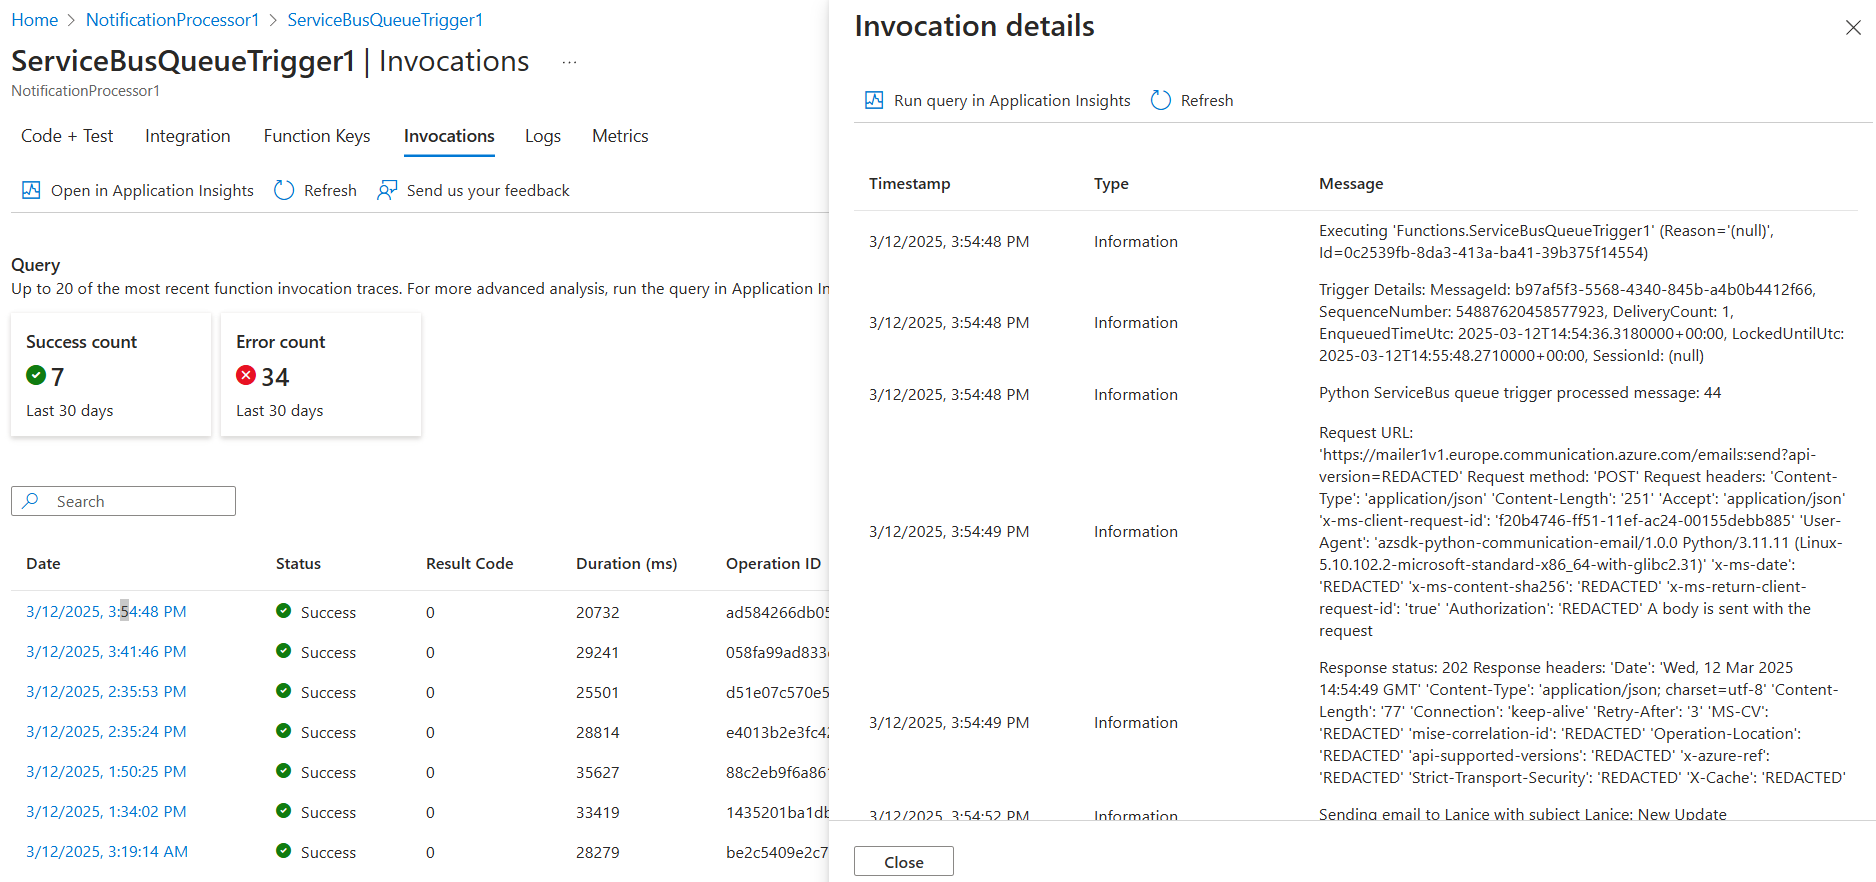 Home > NotificationProcessor1 > ServiceBusQueueTrigger1
ServiceBusQueueTrigger1 | Invocations ...
NotificationProcessor1
Code + Test Integration Function Keys Invocations Logs Metrics
Open in Application Insights Refresh Send us your feedback
Query
Up to 20 of the most recent function invocation traces. For more advanced analysis, run the query in Application In
Success count
7
Last 30 days
Error count
34
Last 30 days
Search
Date Status Result Code Duration (ms) Operation ID
3/12/2025, 3:54:48 PM Success 0 20732 ad584266db05
3/12/2025, 3:41:46 PM Success 0 29241 058fa99ad833
3/12/2025, 2:35:53 PM Success 0 25501 d51e07c570e5
3/12/2025, 2:35:24 PM Success 0 28814 e4013b2e3fc42
3/12/2025, 1:50:25 PM Success 0 35627 88c2eb9f6a861
3/12/2025, 1:34:02 PM Success 0 33419 1435201ba1db
3/12/2025, 3:19:14 AM Success 0 28279 be2c5409e2c7
Invocation details
Run query in Application Insights Refresh
Timestamp Type Message
3/12/2025, 3:54:48 PM Information
Executing 'Functions.ServiceBusQueueTrigger1' (Reason='(null)',
Id=0c2539fb-8da3-413a-ba41-39b375f14554)
3/12/2025, 3:54:48 PM Information
Trigger Details: MessageId: b97af5f3-5568-4340-845b-a4b0b4412f66,
SequenceNumber: 54887620458577923, DeliveryCount: 1,
EnqueuedTimeUtc: 2025-03-12T14:54:36.3180000+00:00, LockedUntilUtc:
2025-03-12T14:55:48.2710000+00:00, SessionId: (null)
3/12/2025, 3:54:48 PM Information Python ServiceBus queue trigger processed message: 44
3/12/2025, 3:54:49 PM Information
Request URL:
'https://mailer1v1.europe.communication.azure.com/emails:send?api-
version=REDACTED' Request method: 'POST' Request headers: 'Content-
Type': 'application/json' 'Content-Length': '251' 'Accept': 'application/json'
'x-ms-client-request-id': 'f20b4746-ff51-11ef-ac24-00155debb885' 'User-
Agent': 'azsdk-python-communication-email/1.0.0 Python/3.11.11 (Linux-
5.10.102.2-microsoft-standard-x86_64-with-glibc2.31)' 'x-ms-date':
'REDACTED' 'x-ms-content-sha256': 'REDACTED' 'x-ms-return-client-
request-id': 'true' 'Authorization': 'REDACTED' A body is sent with the
request
3/12/2025, 3:54:49 PM Information
Response status: 202 Response headers: 'Date': 'Wed, 12 Mar 2025
14:54:49 GMT' 'Content-Type': 'application/json; charset=utf-8' 'Content-
Length': '77' 'Connection': 'keep-alive' 'Retry-After': '3' 'MS-CV':
'REDACTED' 'mise-correlation-id': 'REDACTED' 'Operation-Location':
'REDACTED' 'api-supported-versions': 'REDACTED' 'x-azure-ref':
'REDACTED' 'Strict-Transport-Security': 'REDACTED' 'X-Cache': 'REDACTED'
3/12/2025, 3:54:52 PM Information Sending email to Lanice with subject Lanice: New Update
Close